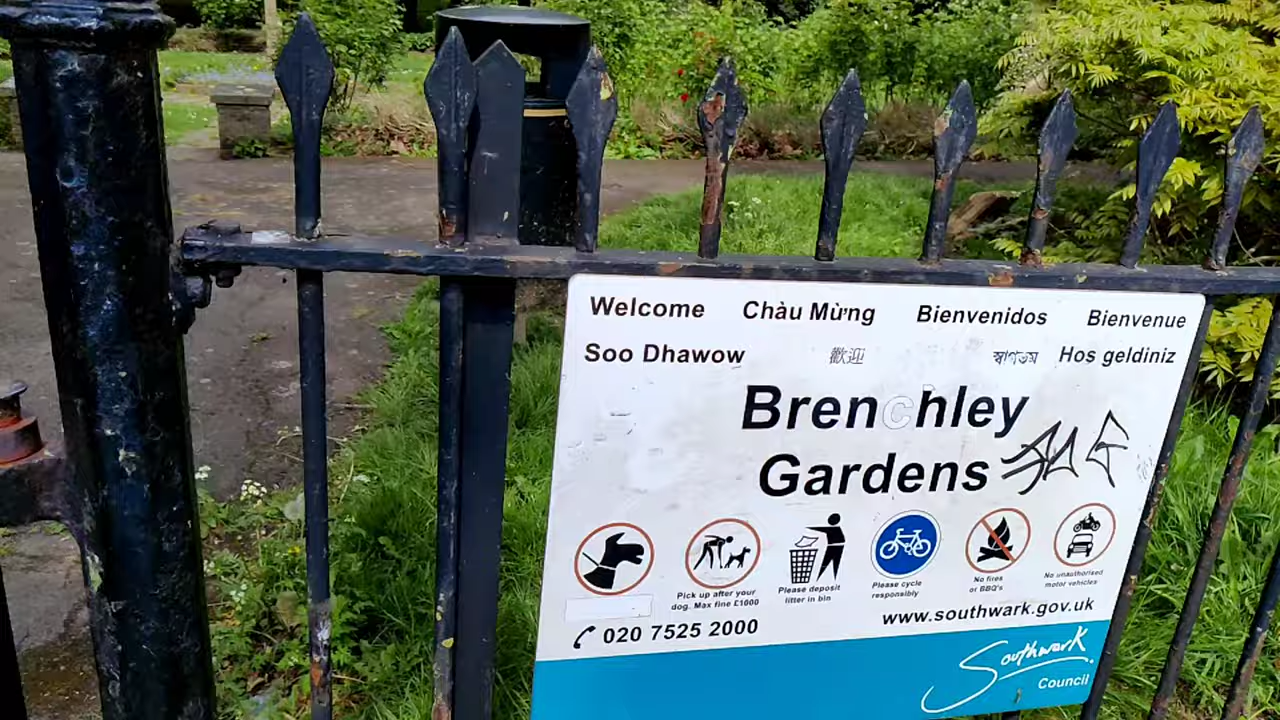 Welcome Chàu Mừng Bienvenidos Bienvenue
Soo Dhawow 歡迎 স্বাগতম Hos geldiniz
Brenchley
Gardens
Pick up after your
dog. Max fine £1000
Please deposit
litter in bin
Please cycle
responsibly
No fires
or BBQ's
No unauthorised
motor vehicles
020 7525 2000
www.southwark.gov.uk
Southwark
Council